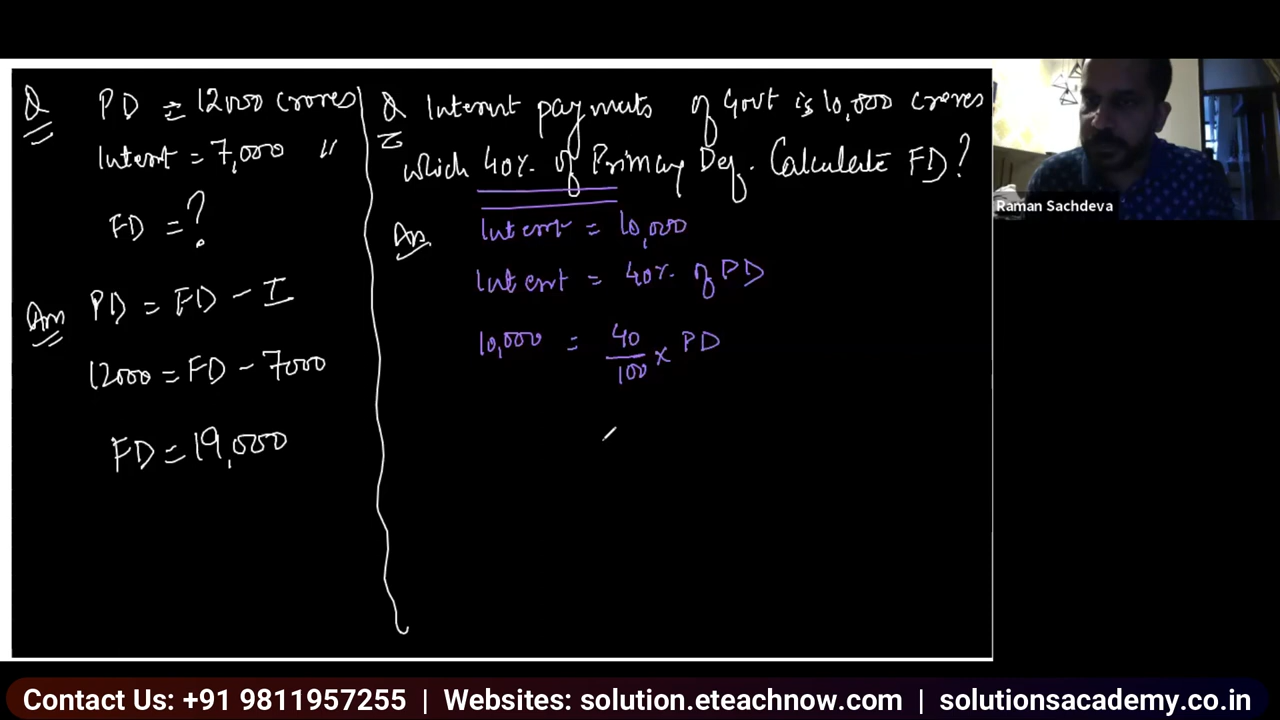 Q PD = 12000 crores
Interest = 7,000 "
FD = ?
Ans PD = FD - I
12000 = FD - 7000
FD = 19,000
Q Interest payments of Govt is 10,000 crores
which 40% of Primary Def. Calculate FD?
Ans Interest = 10,000
Interest = 40% of PD
10,000 = 40/100 × PD
Raman Sachdeva
Contact Us: +91 9811957255 | Websites: solution.eteachnow.com | solutionsacademy.co.in